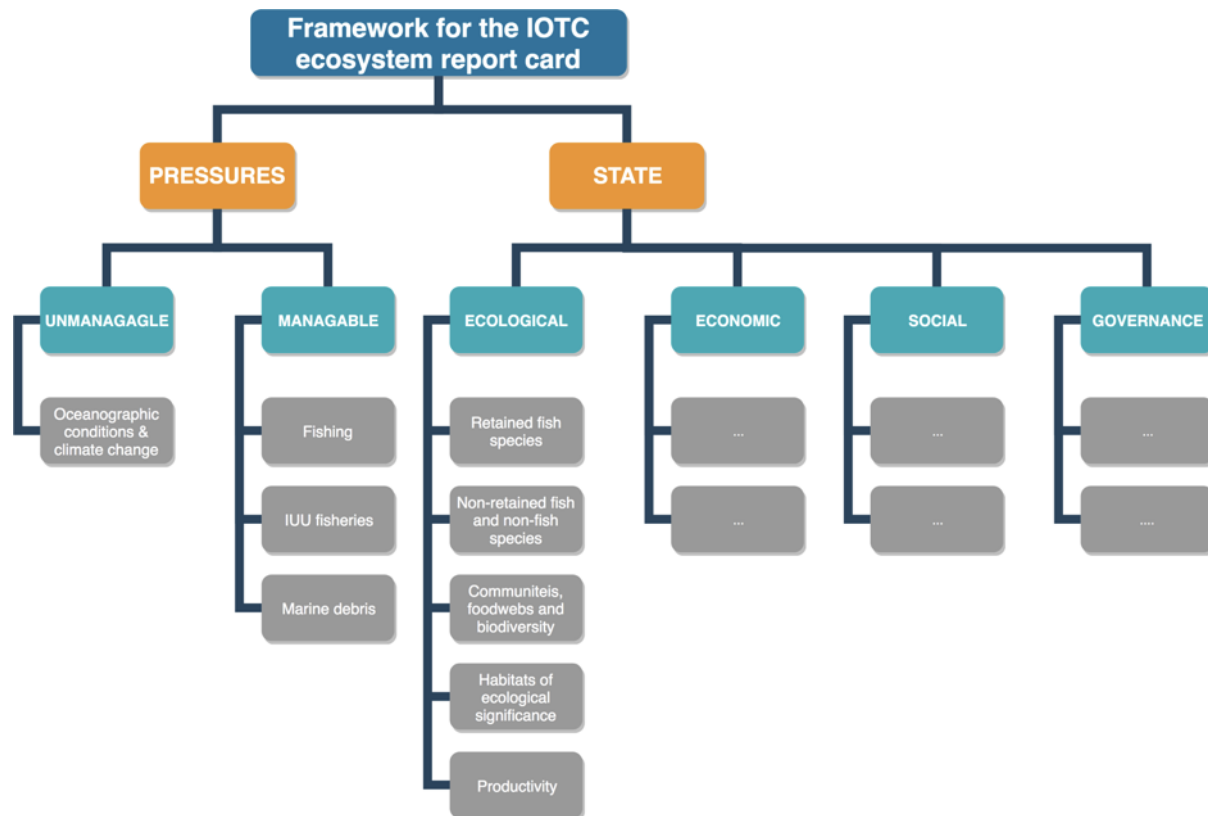 Framework for the IOTC
ecosystem report card
PRESSURES
STATE
UNMANAGAGLE
MANAGABLE
ECOLOGICAL
ECONOMIC
SOCIAL
GOVERNANCE
Oceanographic
conditions &
climate change
Fishing
Retained fish
species
...
...
...
IUU fisheries
Non-retained fish
and non-fish
species
...
...
....
Marine debris
Communiteis,
foodwebs and
biodiversity
Habitats of
ecological
significance
Productivity